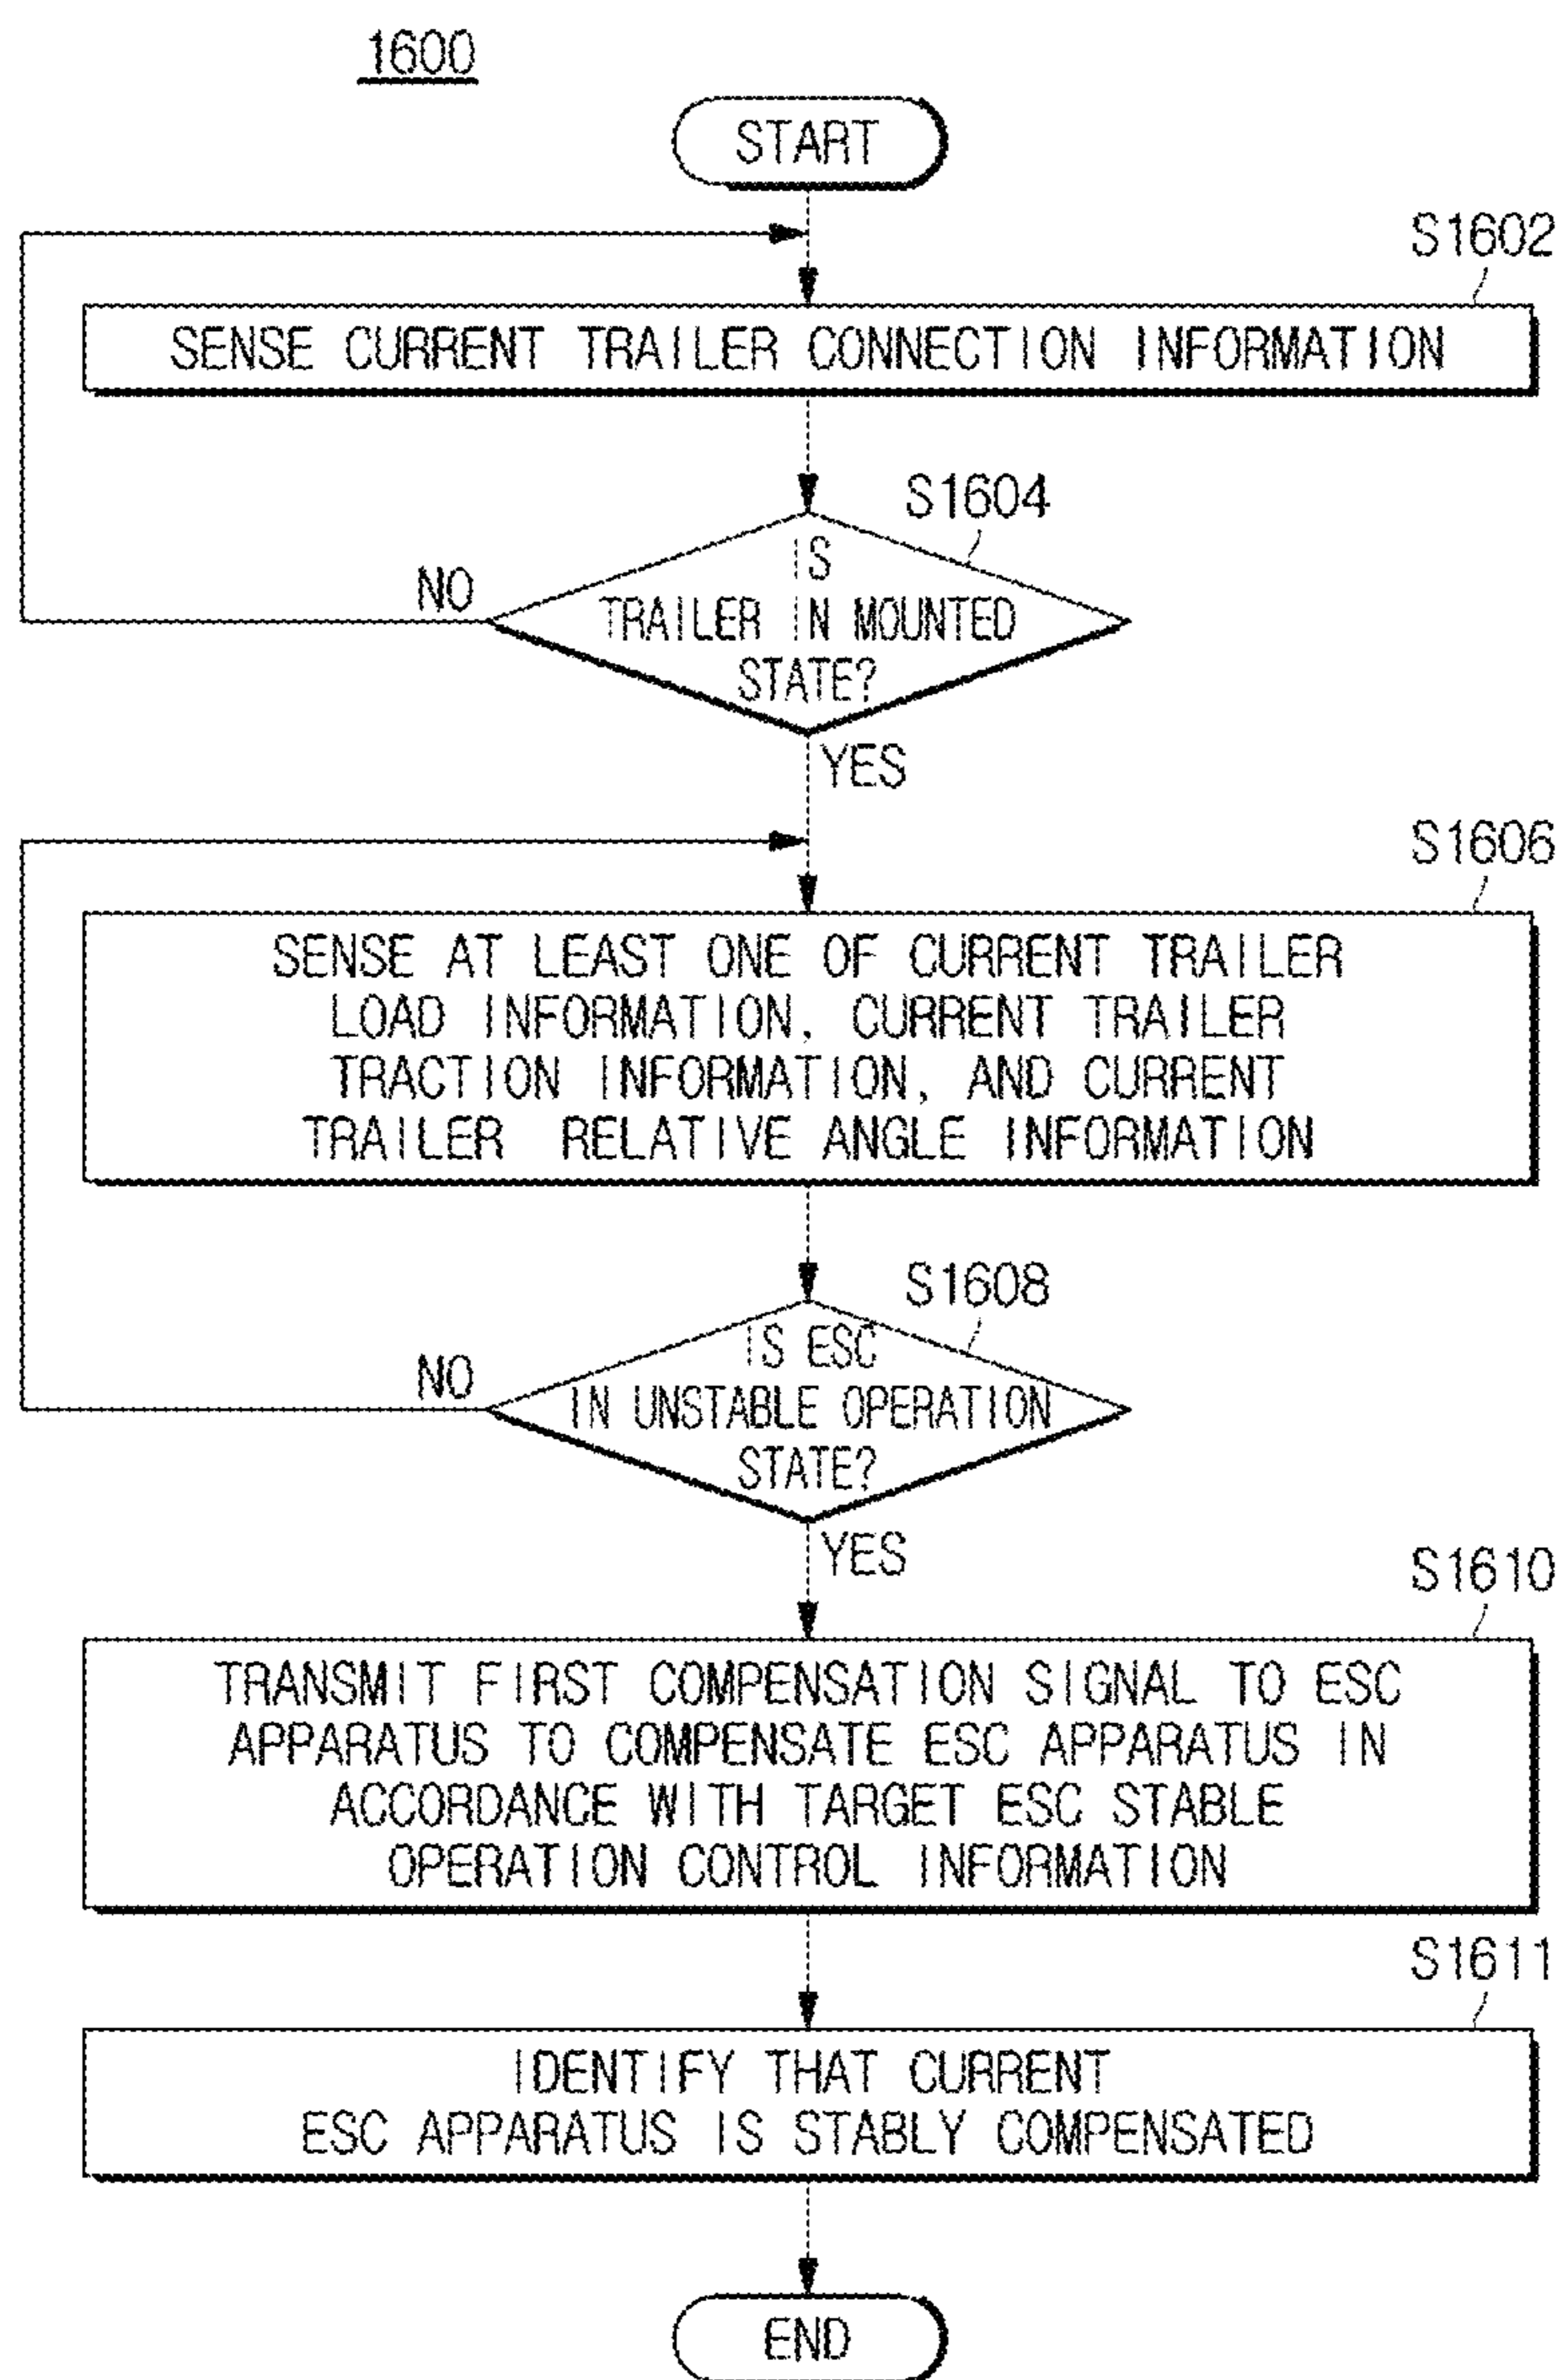 1600
START
S1602
SENSE CURRENT TRAILER CONNECTION INFORMATION
S1604
IS
TRAILER IN MOUNTED
STATE?
NO
YES
S1606
SENSE AT LEAST ONE OF CURRENT TRAILER
LOAD INFORMATION, CURRENT TRAILER
TRACTION INFORMATION, AND CURRENT
TRAILER RELATIVE ANGLE INFORMATION
S1608
IS ESC
IN UNSTABLE OPERATION
STATE?
NO
YES
S1610
TRANSMIT FIRST COMPENSATION SIGNAL TO ESC
APPARATUS TO COMPENSATE ESC APPARATUS IN
ACCORDANCE WITH TARGET ESC STABLE
OPERATION CONTROL INFORMATION
S1611
IDENTIFY THAT CURRENT
ESC APPARATUS IS STABLY COMPENSATED
END